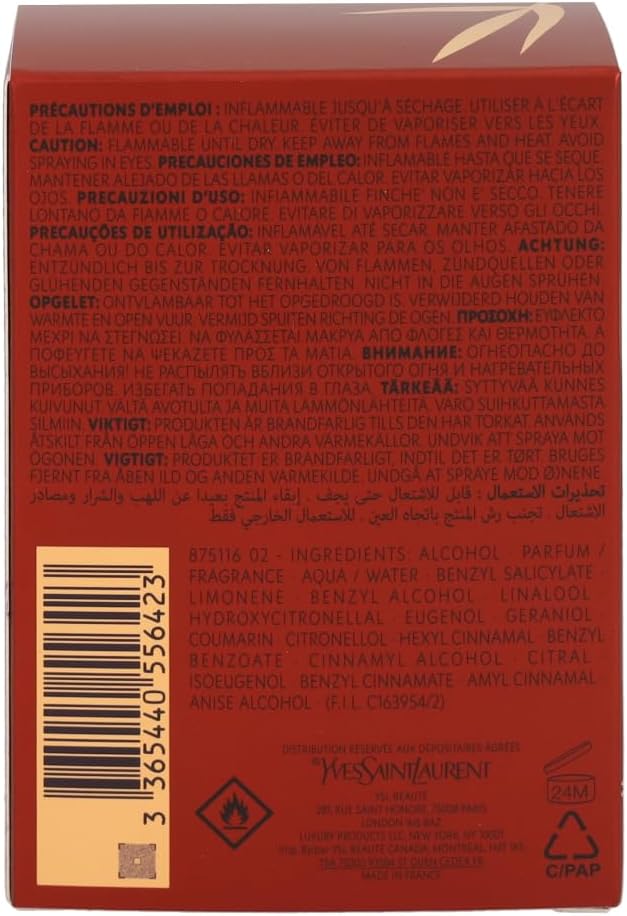 PRÉCAUTIONS D'EMPLOI : INFLAMMABLE JUSQU'À SÉCHAGE. UTILISER À L'ÉCART
DE LA FLAMME OU DE LA CHALEUR. ÉVITER DE VAPORISER VERS LES YEUX.
CAUTION: FLAMMABLE UNTIL DRY. KEEP AWAY FROM FLAMES AND HEAT. AVOID
SPRAYING IN EYES. PRECAUCIONES DE EMPLEO: INFLAMABLE HASTA QUE SE SEQUE.
MANTENER ALEJADO DE LAS LLAMAS O DEL CALOR. EVITAR VAPORIZAR HACIA LOS
OJOS. PRECAUZIONI D'USO: INFIAMMABILE FINCHE' NON E' SECCO. TENERE
LONTANO DA FIAMME O CALORE. EVITARE DI VAPORIZZARE VERSO GLI OCCHI.
PRECAUÇÕES DE UTILIZAÇÃO: INFLAMÁVEL ATÉ SECAR. MANTER AFASTADO DA
CHAMA OU DO CALOR. EVITAR VAPORIZAR PARA OS OLHOS. ACHTUNG:
ENTZÜNDLICH BIS ZUR TROCKNUNG. VON FLAMMEN, ZÜNDQUELLEN ODER
GLÜHENDEN GEGENSTÄNDEN FERNHALTEN. NICHT IN DIE AUGEN SPRÜHEN.
OPGELET: ONTVLAMBAAR TOT HET OPGEDROOGD IS. VERWIJDERD HOUDEN VAN
WARMTE EN OPEN VUUR. VERMIJD SPUITEN RICHTING DE OGEN. ΠΡΟΣΟΧΗ: ΕΥΦΛΕΚΤΟ
ΜΕΧΡΙ ΝΑ ΣΤΕΓΝΩΣΕΙ. ΝΑ ΦΥΛΑΣΣΕΤΑΙ ΜΑΚΡΥΑ ΑΠΟ ΦΛΟΓΕΣ ΚΑΙ ΘΕΡΜΟΤΗΤΑ. Α
ΠΟΦΕΥΓΕΤΕ ΝΑ ΨΕΚΑΖΕΤΕ ΠΡΟΣ ΤΑ ΜΑΤΙΑ. ВНИМАНИЕ: ОГНЕОПАСНО ДО
ВЫСЫХАНИЯ! НЕ РАСПЫЛЯТЬ ВБЛИЗИ ОТКРЫТОГО ОГНЯ И НАГРЕВАТЕЛЬНЫХ
ПРИБОРОВ. ИЗБЕГАТЬ ПОПАДАНИЯ В ГЛАЗА. TÄRKEÄÄ: SYTTYVÄÄ KUNNES
KUIVUNUT. VÄLTÄ AVOTULTA JA MUITA LÄMMÖNLÄHTEITÄ. VARO SUIHKUTTAMASTA
SILMIIN. VIKTIGT: PRODUKTEN ÄR BRANDFARLIG TILLS DEN HAR TORKAT. ANVÄNDS
ÅTSKILT FRÅN ÖPPEN LÅGA OCH ANDRA VÄRMEKÄLLOR. UNDVIK ATT SPRAYA MOT
ÖGONEN. VIGTIGT: PRODUKTET ER BRANDFARLIGT, INDTIL DET ER TØRT. BRUGES
FJERNT FRA ÅBEN ILD OG ANDEN VARMEKILDE. UNDGÅ AT SPRAYE MOD ØJNENE.
تحذيرات الاستعمال : قابل للاشتعال حتى يجف . إبقاء المنتج بعيدا عن اللهب والشرار ومصادر
الإشتعال . تجنب رش المنتج باتجاه العين . للاستعمال الخارجي فقط
875116 02 - INGREDIENTS: ALCOHOL · PARFUM /
FRAGRANCE · AQUA / WATER · BENZYL SALICYLATE ·
LIMONENE · BENZYL ALCOHOL · LINALOOL ·
HYDROXYCITRONELLAL · EUGENOL · GERANIOL ·
COUMARIN · CITRONELLOL · HEXYL CINNAMAL · BENZYL
BENZOATE · CINNAMYL ALCOHOL · CITRAL ·
ISOEUGENOL · BENZYL CINNAMATE · AMYL CINNAMAL ·
ANISE ALCOHOL · (F.I.L. C163954/2)
3 365440 556423
DISTRIBUTION RÉSERVÉE AUX DÉPOSITAIRES AGRÉÉS
YVESSAINTLAURENT
YSL BEAUTÉ
281, RUE SAINT HONORÉ, 75008 PARIS
LONDON W6 8AZ
LUXURY PRODUCTS LLC, NEW YORK, NY 10001
YSL BEAUTÉ CANADA, MONTREAL,
MADE IN FRANCE
24M
C/PAP